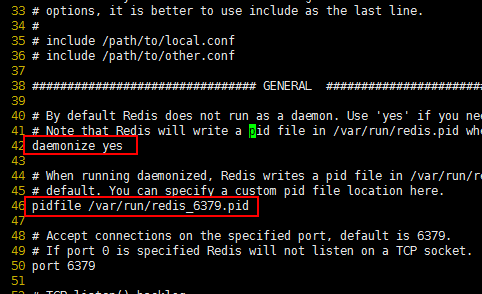 33 # options, it is better to use include as the last line.
34 #
35 # include /path/to/local.conf
36 # include /path/to/other.conf
37
38 ################################ GENERAL ########################
39
40 # By default Redis does not run as a daemon. Use 'yes' if you nee
41 # Note that Redis will write a pid file in /var/run/redis.pid whe
42 daemonize yes
43
44 # When running daemonized, Redis writes a pid file in /var/run/re
45 # default. You can specify a custom pid file location here.
46 pidfile /var/run/redis_6379.pid
47
48 # Accept connections on the specified port, default is 6379.
49 # If port 0 is specified Redis will not listen on a TCP socket.
50 port 6379
51
# TCP listen() backlog